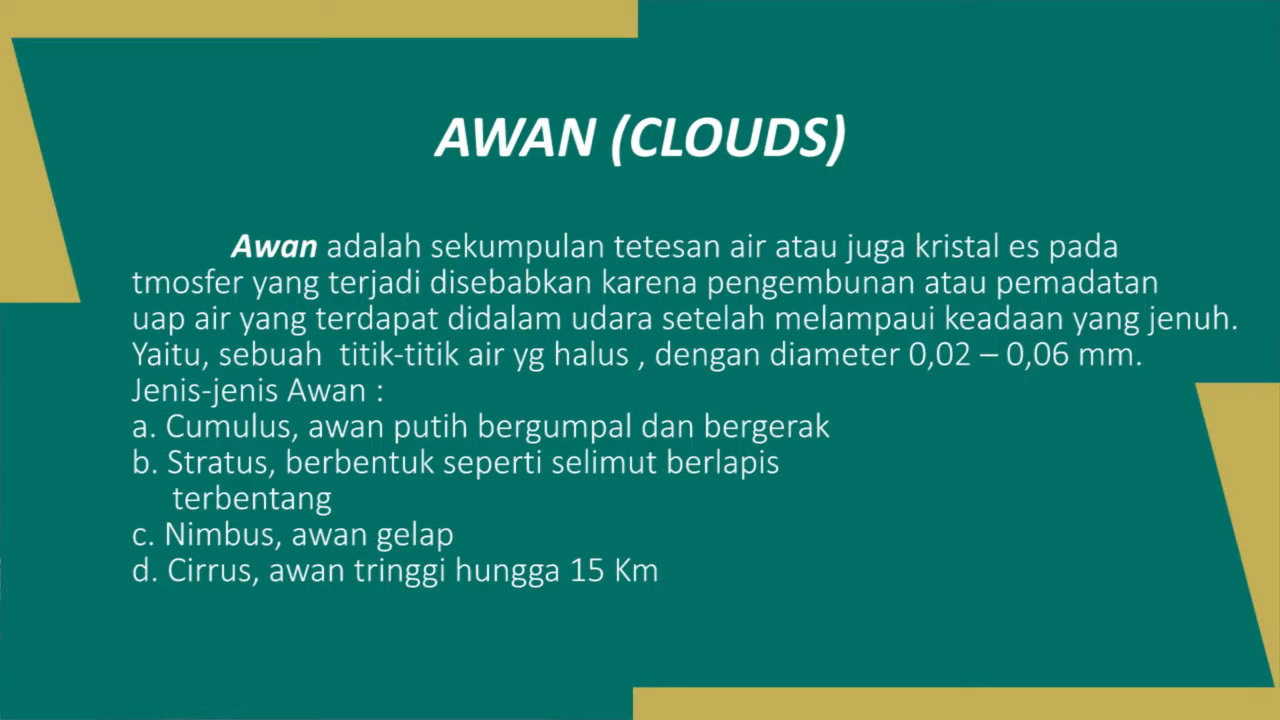 AWAN (CLOUDS)
Awan adalah sekumpulan tetesan air atau juga kristal es pada
tmosfer yang terjadi disebabkan karena pengembunan atau pemadatan
uap air yang terdapat didalam udara setelah melampaui keadaan yang jenuh.
Yaitu, sebuah titik-titik air yg halus , dengan diameter 0,02 – 0,06 mm.
Jenis-jenis Awan :
a. Cumulus, awan putih bergumpal dan bergerak
b. Stratus, berbentuk seperti selimut berlapis
terbentang
c. Nimbus, awan gelap
d. Cirrus, awan tringgi hungga 15 Km